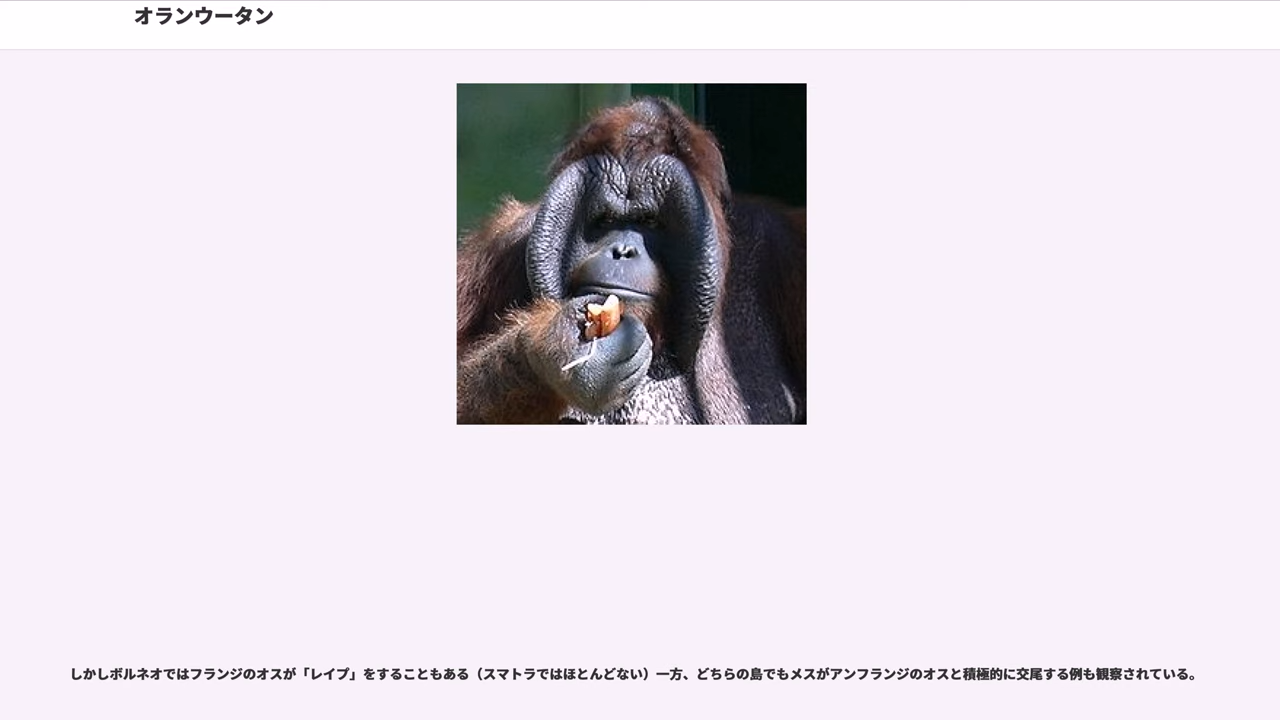 オランウータン
しかしボルネオではフランジのオスが「レイプ」をすることもある（スマトラではほとんどない）一方、どちらの島でもメスがアンフランジのオスと積極的に交尾する例も観察されている。